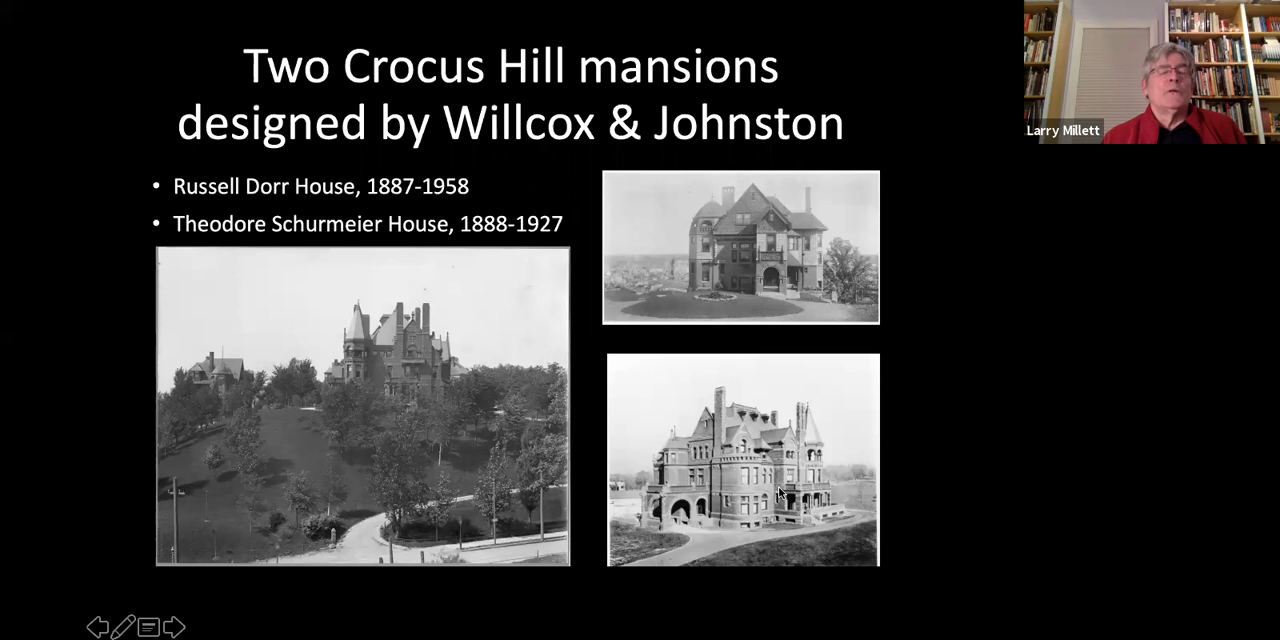 Two Crocus Hill mansions
designed by Willcox & Johnston
• Russell Dorr House, 1887-1958
• Theodore Schurmeier House, 1888-1927
Larry Millett